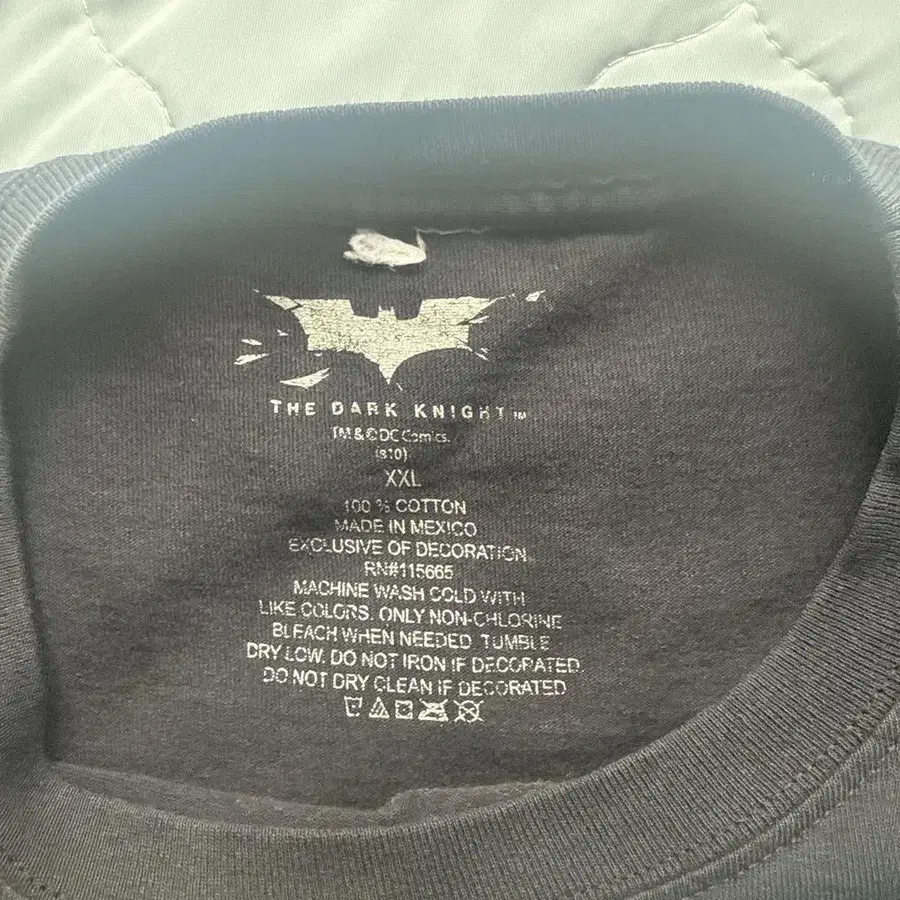 THE DARK KNIGHT™
TM & © DC Comics.
(s10)
XXL
100 % COTTON
MADE IN MEXICO
EXCLUSIVE OF DECORATION
RN#115665
MACHINE WASH COLD WITH
LIKE COLORS. ONLY NON-CHLORINE
BLEACH WHEN NEEDED. TUMBLE
DRY LOW. DO NOT IRON IF DECORATED.
DO NOT DRY CLEAN IF DECORATED